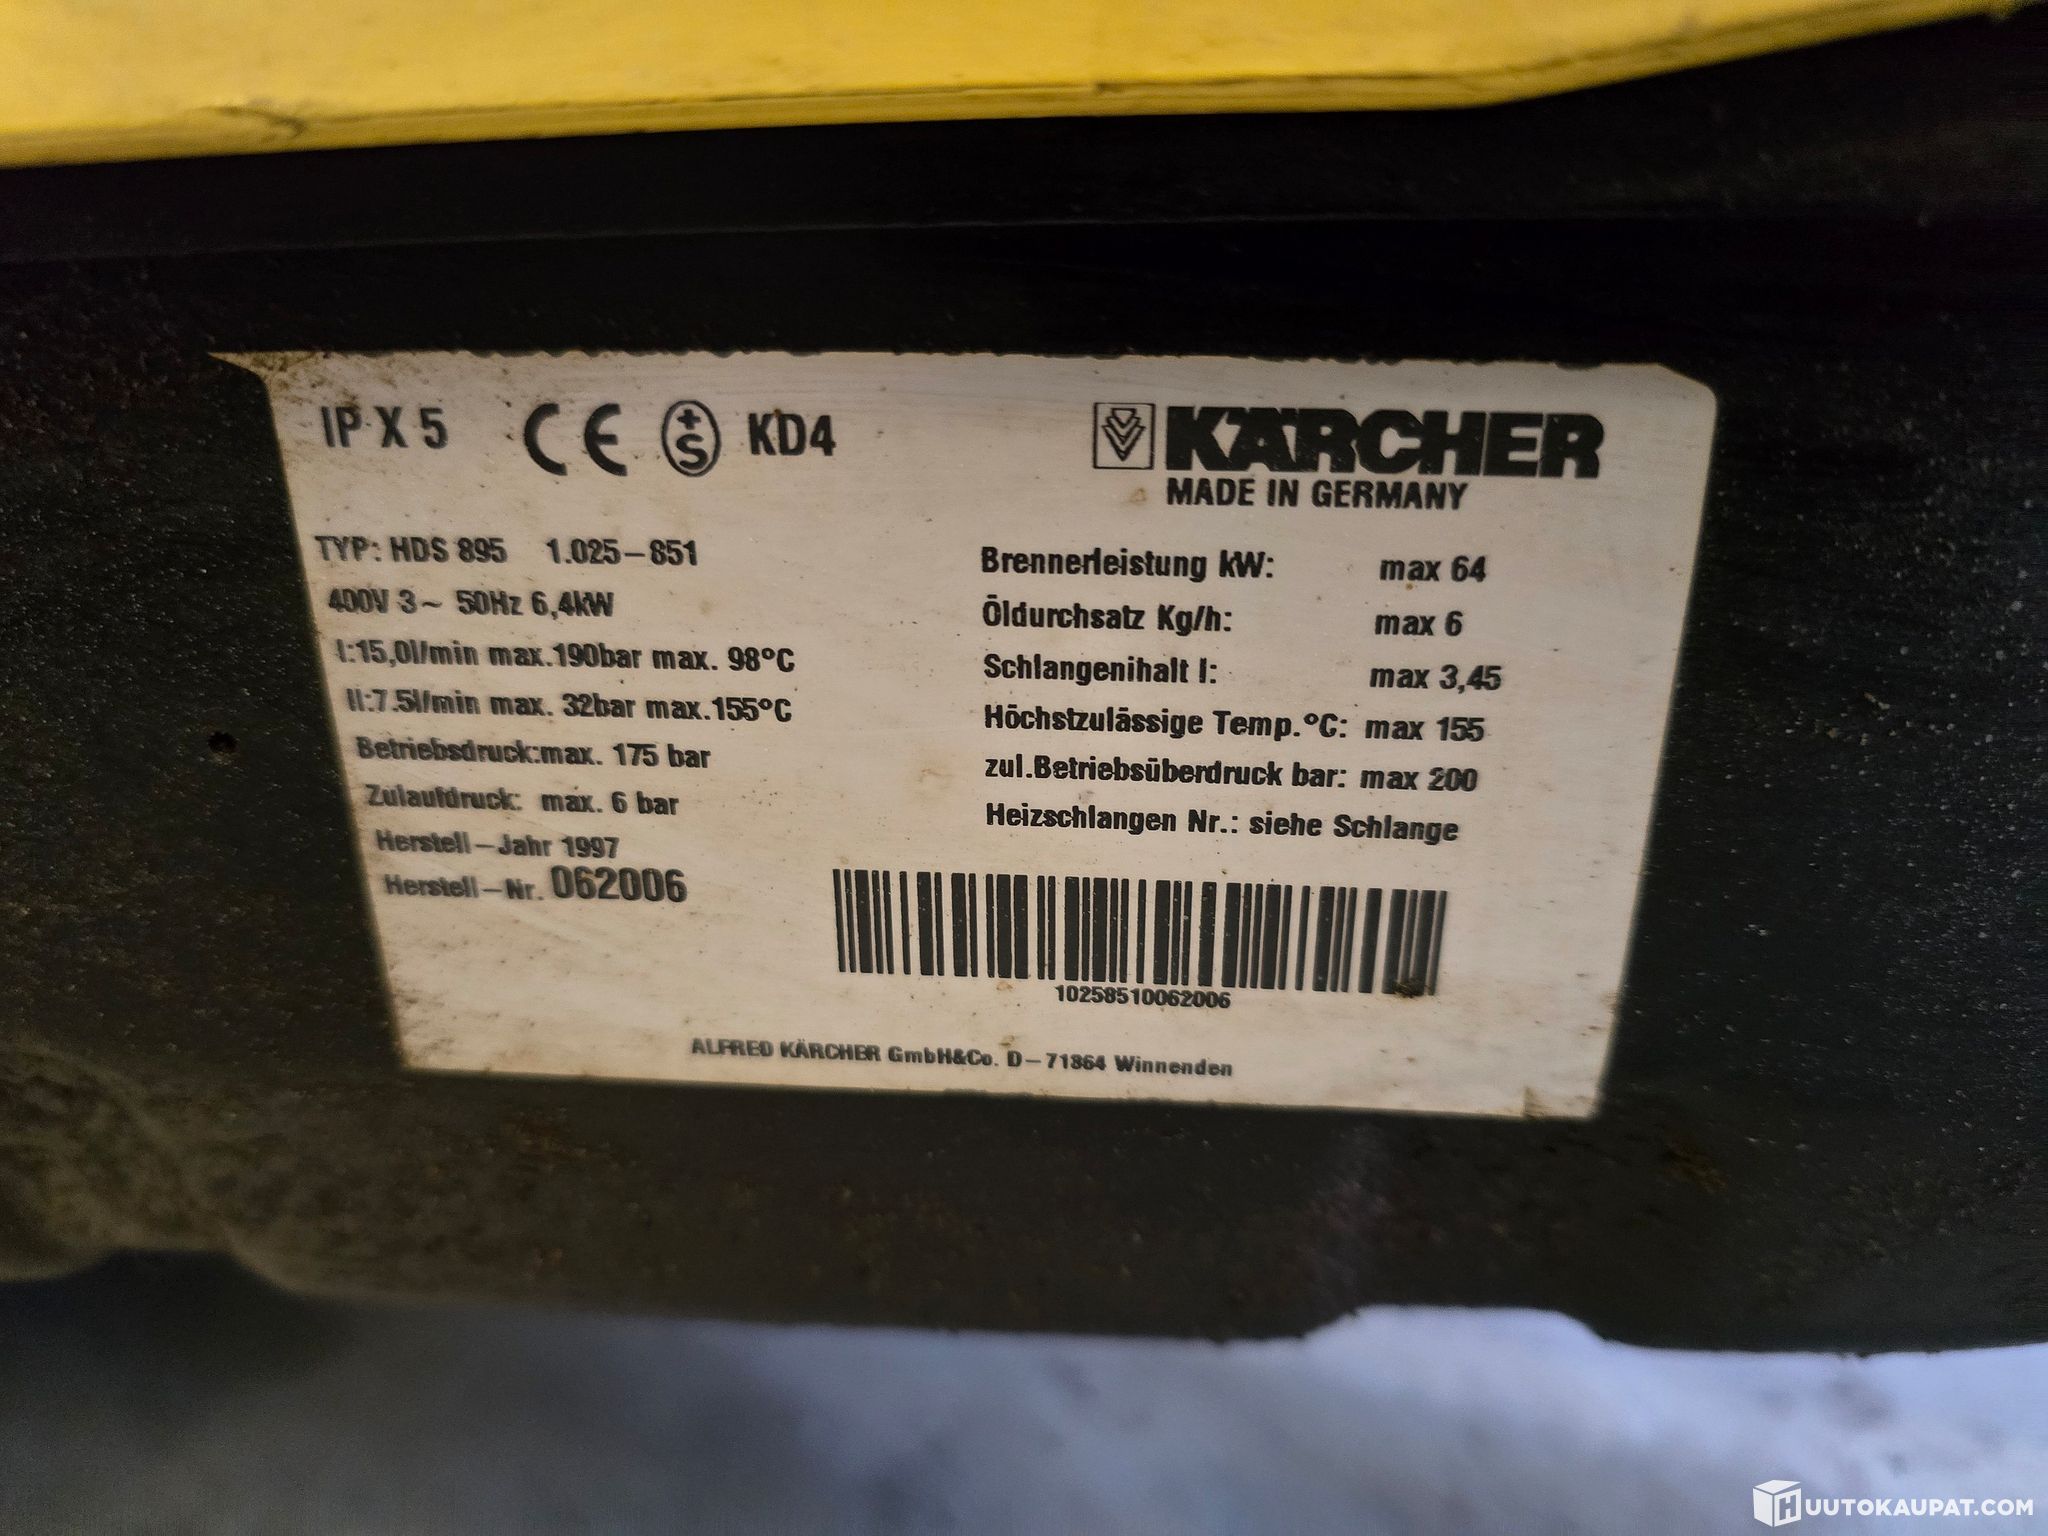 IP X 5 CE +S KD4
KÄRCHER
MADE IN GERMANY
TYP: HDS 895 1.025-851
400V 3~ 50Hz 6,4kW
I:15,0l/min max.190bar max. 98°C
II:7.5l/min max. 32bar max.155°C
Betriebsdruck:max. 175 bar
Zulaufdruck: max. 6 bar
Herstell-Jahr 1997
Herstell-Nr. 062006
Brennerleistung kW: max 64
Öldurchsatz Kg/h: max 6
Schlangenihalt l: max 3,45
Höchstzulässige Temp.°C: max 155
zul.Betriebsüberdruck bar: max 200
Heizschlangen Nr.: siehe Schlange
10258510062006
ALFRED KÄRCHER GmbH&Co. D-71364 Winnenden
HUUTOKAUPAT.COM